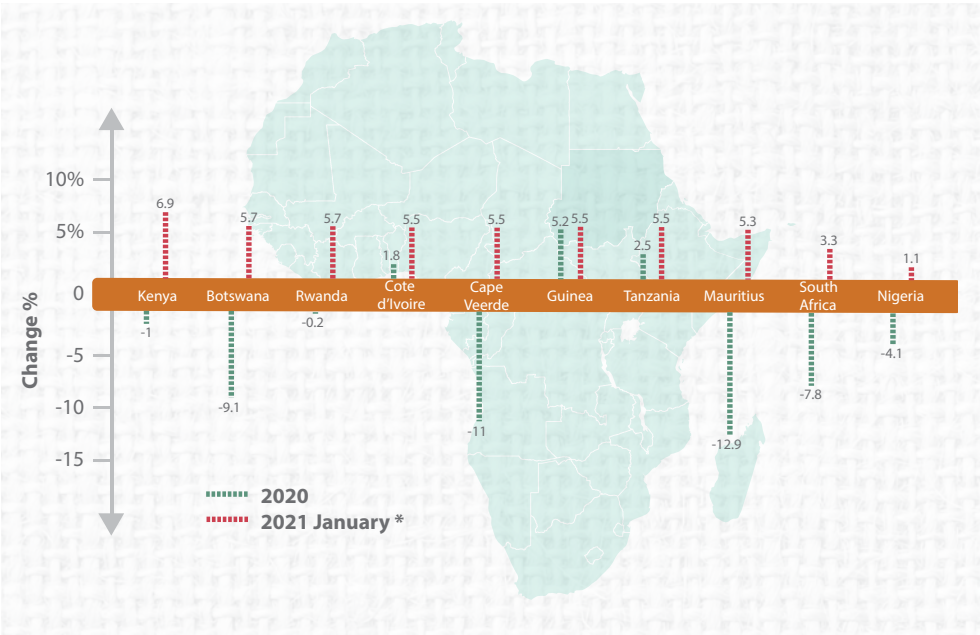 Change %
10%
5%
0
-5
-10
-15
6.9
5.7
5.7
1.8
5.5
5.5
5.2
5.5
2.5
5.5
5.3
3.3
1.1
Kenya
Botswana
Rwanda
Cote
d'Ivoire
Cape
Veerde
Guinea
Tanzania
Mauritius
South
Africa
Nigeria
-1
-9.1
-0.2
-11
-12.9
-7.8
-4.1
2020
2021 January *